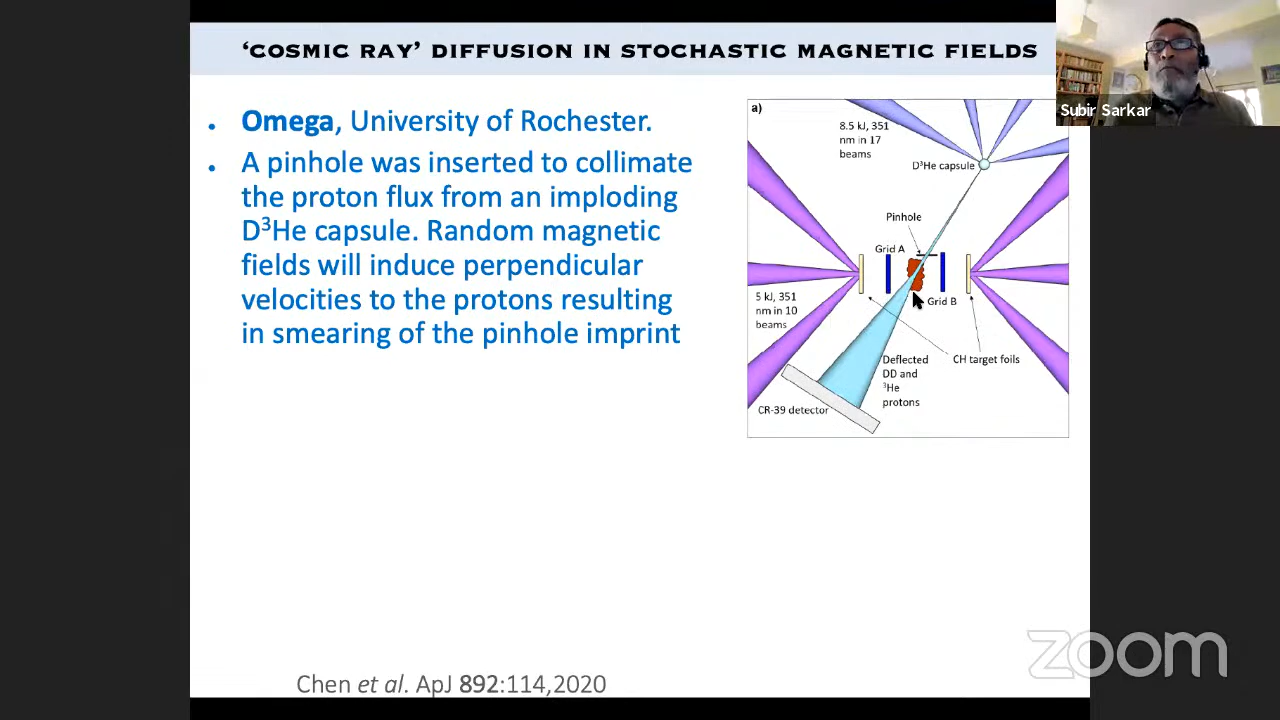 ‘COSMIC RAY’ DIFFUSION IN STOCHASTIC MAGNETIC FIELDS
• Omega, University of Rochester.
• A pinhole was inserted to collimate
the proton flux from an imploding
D³He capsule. Random magnetic
fields will induce perpendicular
velocities to the protons resulting
in smearing of the pinhole imprint
a)
8.5 kJ, 351
nm in 17
beams
D³He capsule
Pinhole
Grid A
Grid B
5 kJ, 351
nm in 10
beams
CH target foils
Deflected
DD and
³He
protons
CR-39 detector
Subir Sarkar
Chen et al. ApJ 892:114,2020
zoom